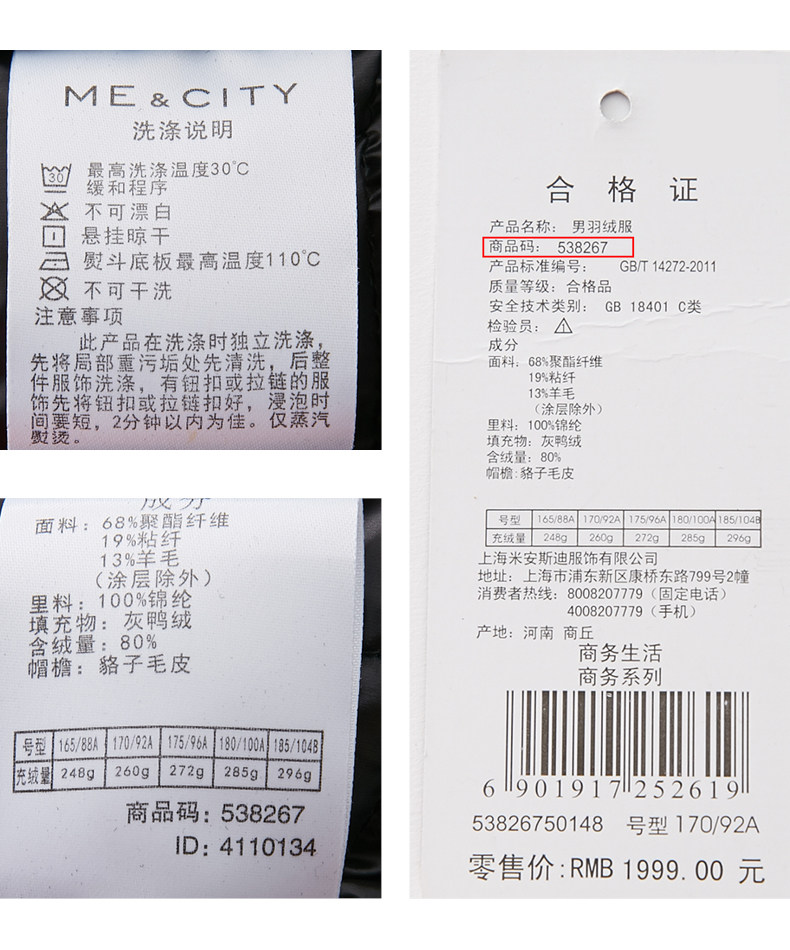 ME & CITY
洗涤说明
30
最高洗涤温度30℃
缓和程序
不可漂白
悬挂晾干
熨斗底板最高温度110℃
不可干洗
注意事项
此产品在洗涤时独立洗涤，
先将局部重污垢处先清洗，后整
件服饰洗涤，有钮扣或拉链的服
饰先将钮扣或拉链扣好，浸泡时
间要短，2分钟以内为佳。仅蒸汽
熨烫。
成分
面料：68%聚酯纤维
19%粘纤
13%羊毛
（涂层除外）
里料：100%锦纶
填充物：灰鸭绒
含绒量：80%
帽檐：貉子毛皮
号型 165/88A 170/92A 175/96A 180/100A 185/104B
充绒量 248g 260g 272g 285g 296g
商品码：538267
ID：4110134
合格证
产品名称：男羽绒服
商品码：538267
产品标准编号：GB/T 14272-2011
质量等级：合格品
安全技术类别：GB 18401 C类
检验员：
成分
面料：68%聚酯纤维
19%粘纤
13%羊毛
（涂层除外）
里料：100%锦纶
填充物：灰鸭绒
含绒量：80%
帽檐：貉子毛皮
号型 165/88A 170/92A 175/96A 180/100A 185/104B
充绒量 248g 260g 272g 285g 296g
上海米安斯迪服饰有限公司
地址：上海市浦东新区康桥东路799号2幢
消费者热线：8008207779（固定电话）
4008207779（手机）
产地：河南 商丘
商务生活
商务系列
6 901917 252619
53826750148 号型 170/92A
零售价：RMB 1999.00 元